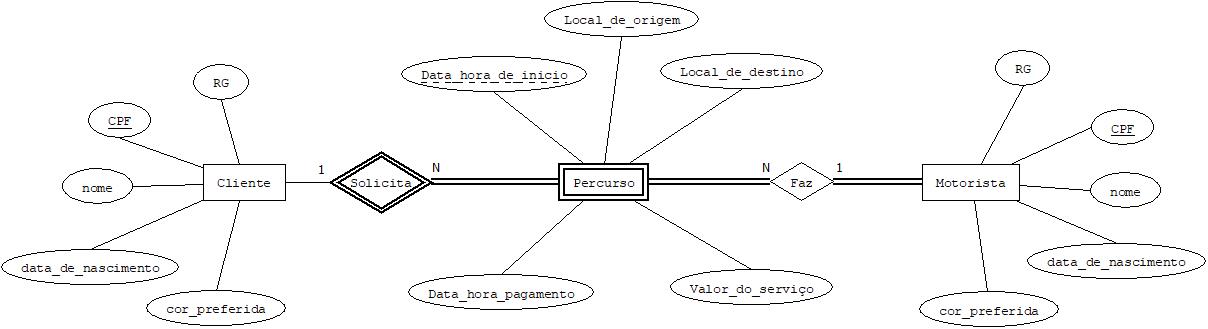 Local_de_origem
Data_hora_de_inicio
Local_de_destino
RG
RG
CPF
CPF
1
N
N
1
Cliente
Solicita
Percurso
Faz
Motorista
nome
nome
data_de_nascimento
data_de_nascimento
Data_hora_pagamento
Valor_do_serviço
cor_preferida
cor_preferida